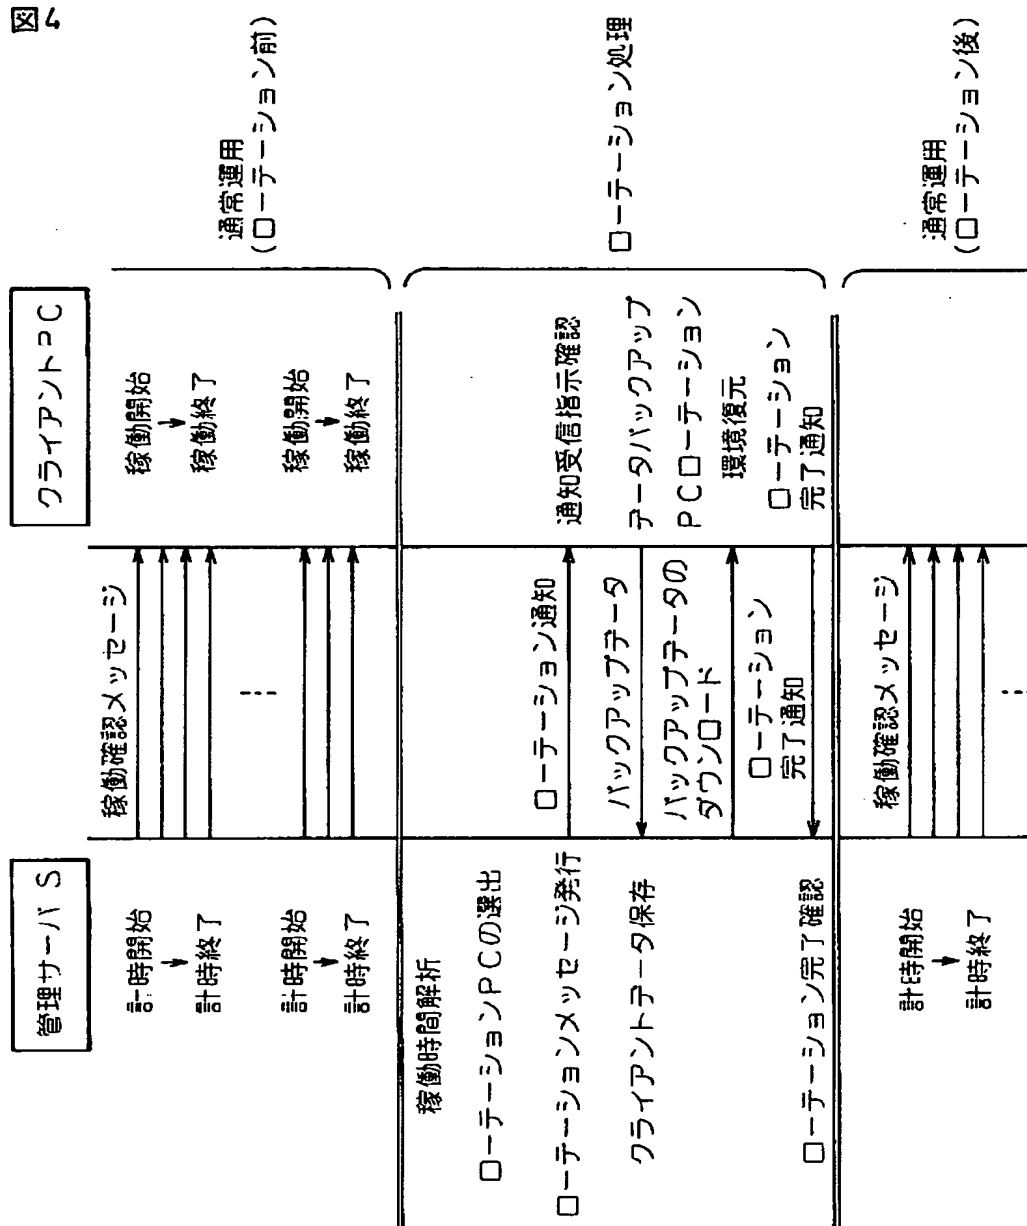 図4
管理サーバS
クライアントPC
稼働確認メッセージ
計時開始
計時終了
稼働開始
稼働終了
計時開始
計時終了
稼働開始
稼働終了
通常運用
(ローテーション前)
稼働時間解析
ローテーションPCの選出
ローテーションメッセージ発行
ローテーション通知
通知受信指示確認
クライアントデータ保存
バックアップデータ
データバックアップ
PCローテーション
バックアップデータの
ダウンロード
環境復元
ローテーション完了確認
ローテーション
完了通知
ローテーション
完了通知
ローテーション処理
稼働確認メッセージ
計時開始
計時終了
通常運用
(ローテーション後)